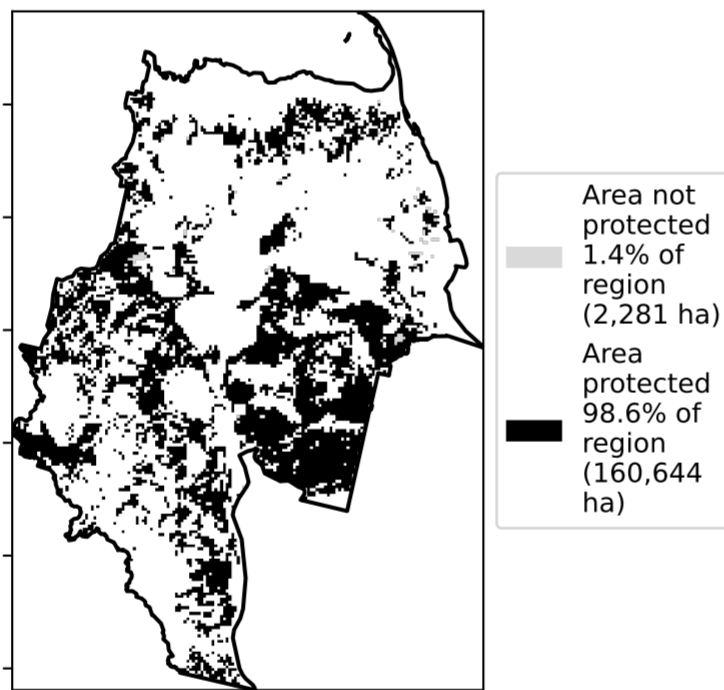 Area not
protected
1.4% of
region
(2,281 ha)
Area
protected
98.6% of
region
(160,644
ha)